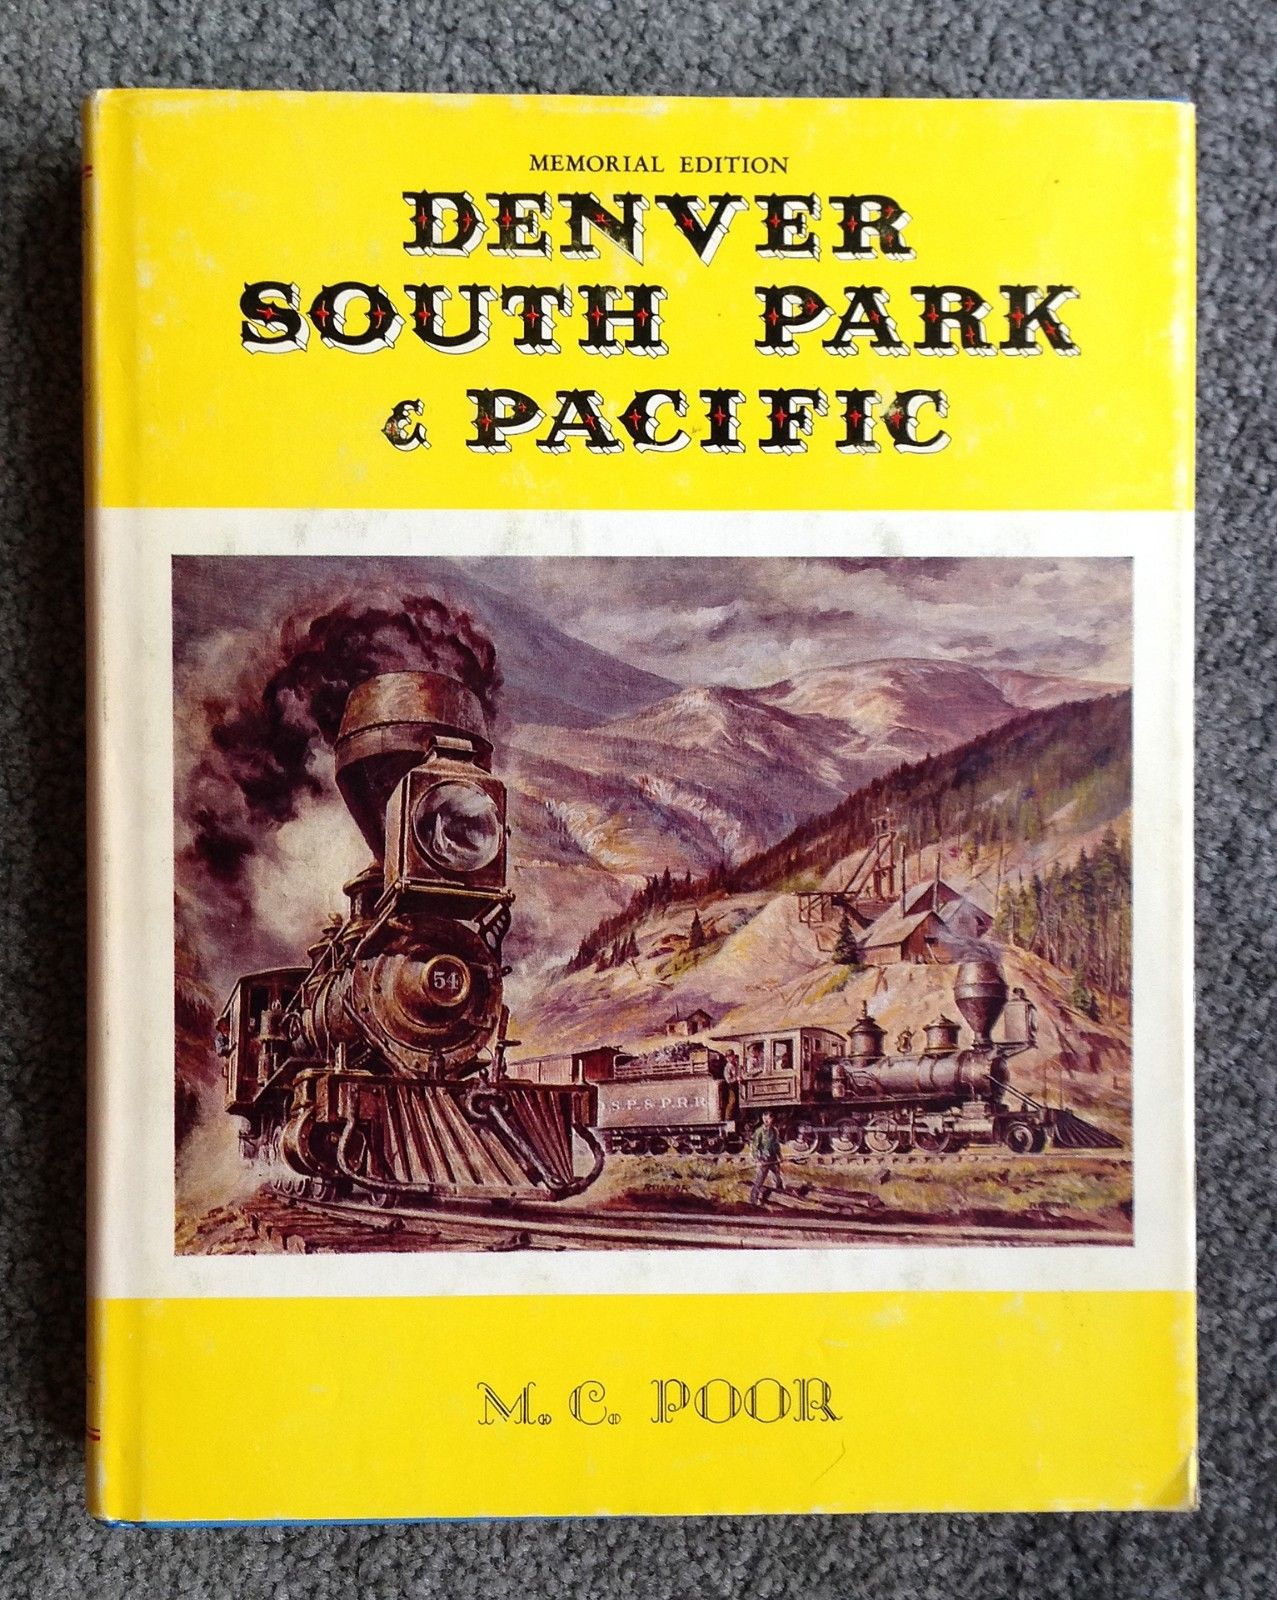 MEMORIAL EDITION
DENVER
SOUTH PARK
& PACIFIC
54
S.P.&P.R.R.
M. C. POOR